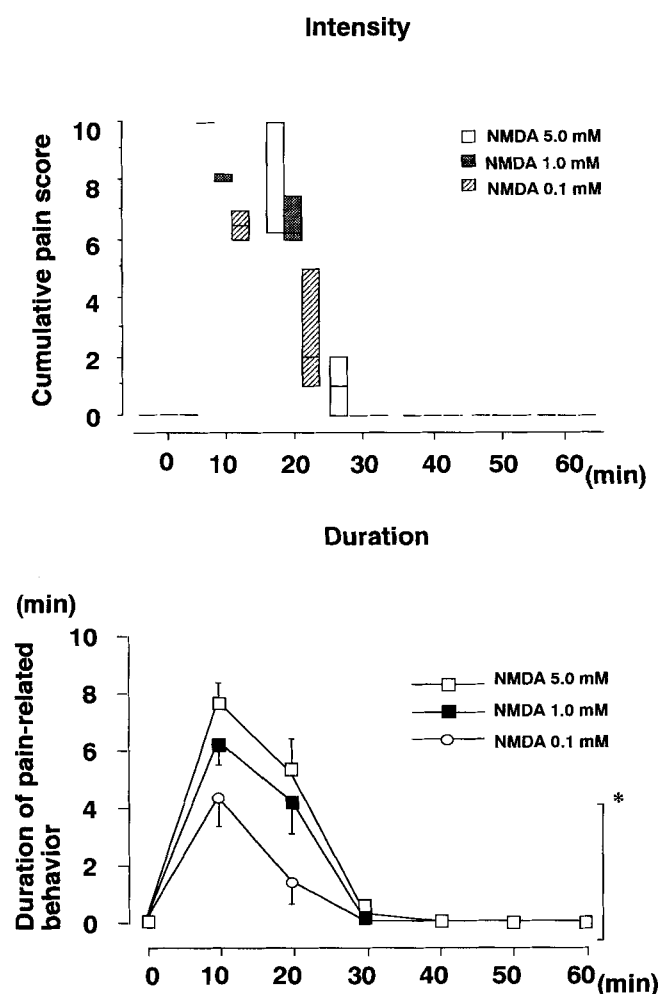 Intensity
Cumulative pain score
10
8
6
4
2
0
NMDA 5.0 mM
NMDA 1.0 mM
NMDA 0.1 mM
0 10 20 30 40 50 60 (min)
Duration
(min)
Duration of pain-related
behavior
10
8
6
4
2
0
NMDA 5.0 mM
NMDA 1.0 mM
NMDA 0.1 mM
*
0 10 20 30 40 50 60 (min)